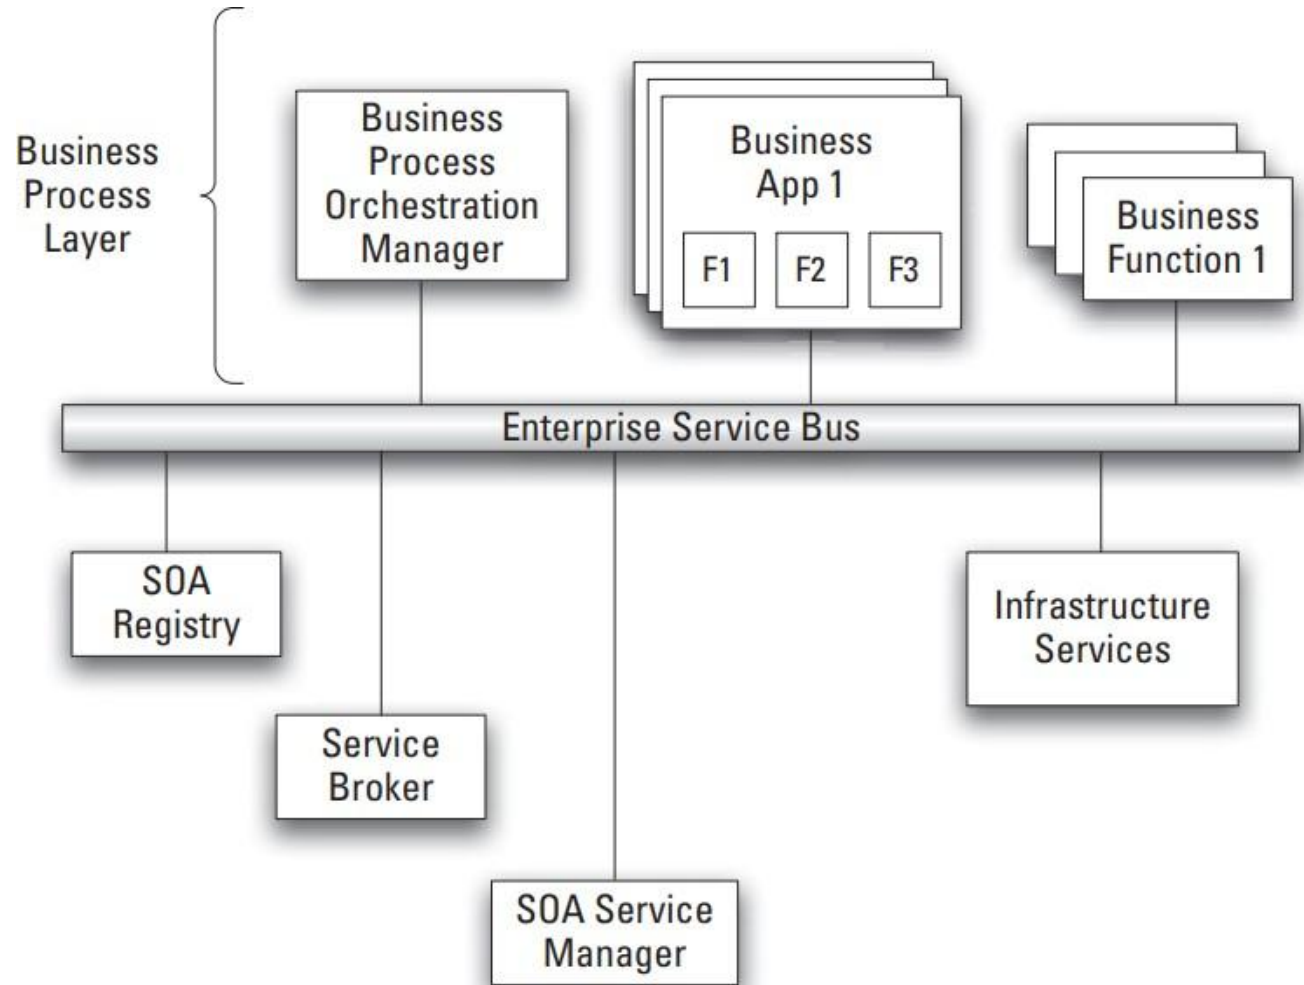 Business
Process
Layer
Business
Process
Orchestration
Manager
Business
App 1
F1
F2
F3
Business
Function 1
Enterprise Service Bus
SOA
Registry
Infrastructure
Services
Service
Broker
SOA Service
Manager